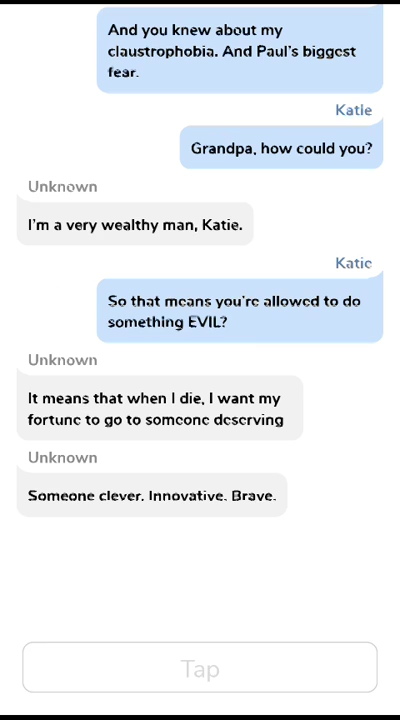 And you knew about my
claustrophobia. And Paul's biggest
fear.
Katie
Grandpa, how could you?
Unknown
I'm a very wealthy man, Katie.
Katie
So that means you're allowed to do
something EVIL?
Unknown
It means that when I die, I want my
fortune to go to someone deserving
Unknown
Someone clever. Innovative. Brave.
Tap